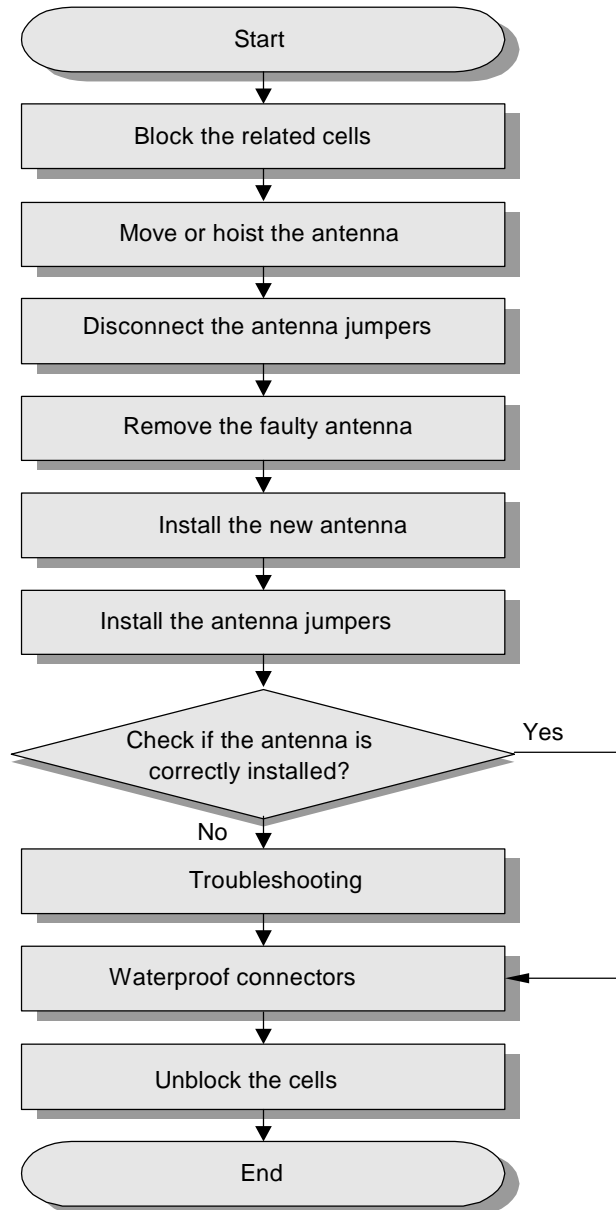 Start
Block the related cells
Move or hoist the antenna
Disconnect the antenna jumpers
Remove the faulty antenna
Install the new antenna
Install the antenna jumpers
Check if the antenna is
correctly installed?
Yes
No
Troubleshooting
Waterproof connectors
Unblock the cells
End